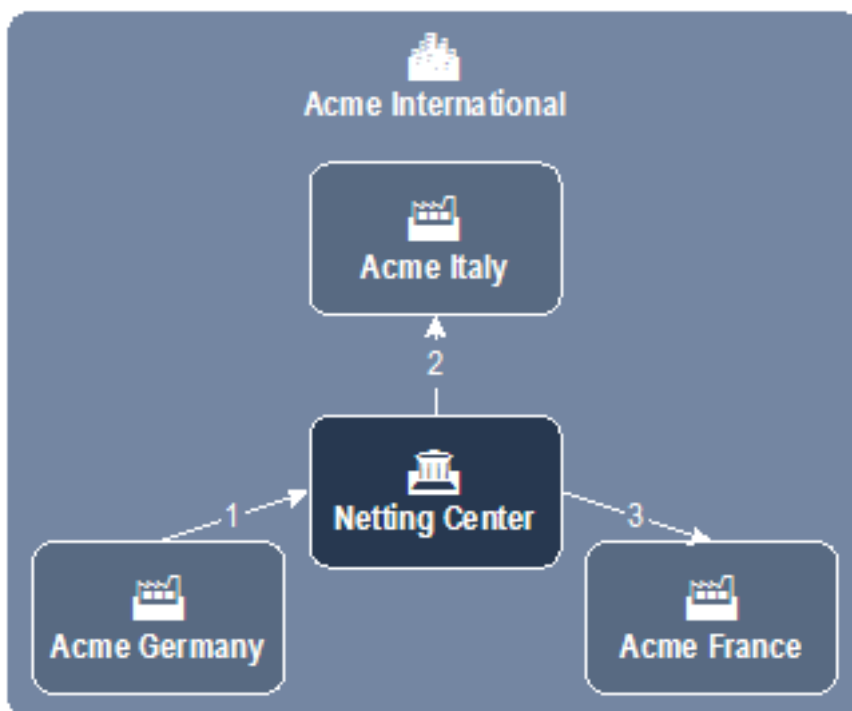 Acme International
Acme Italy
2
Netting Center
1
3
Acme Germany
Acme France